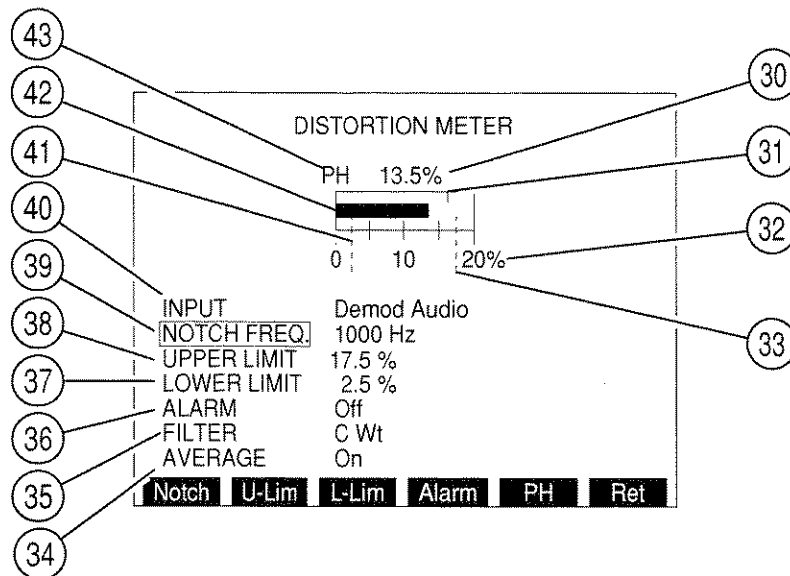 43
42
41
40
39
38
37
36
35
34
30
31
32
33
DISTORTION METER
PH 13.5%
0 10 20%
INPUT Demod Audio
NOTCH FREQ. 1000 Hz
UPPER LIMIT 17.5 %
LOWER LIMIT 2.5 %
ALARM Off
FILTER C Wt
AVERAGE On
Notch U-Lim L-Lim Alarm PH Ret